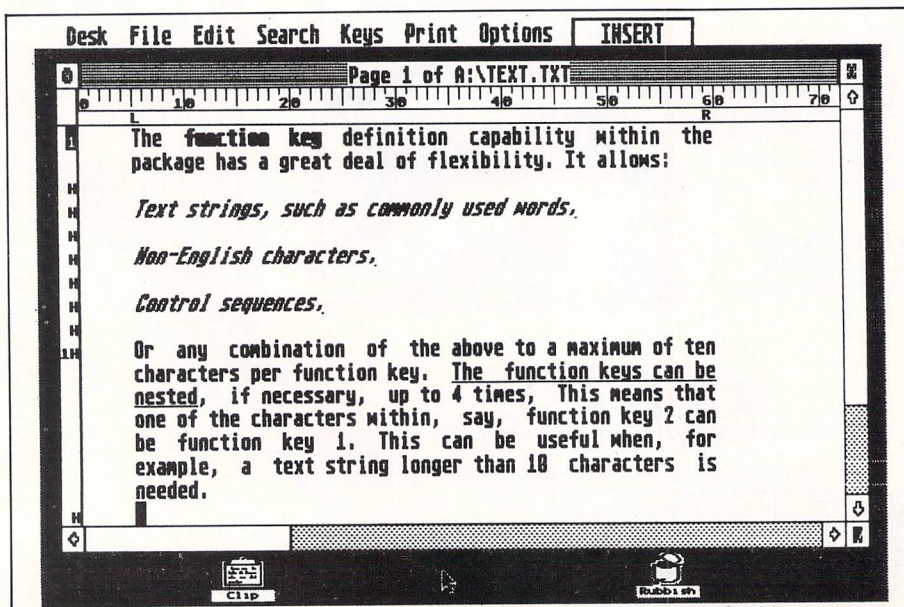 Desk File Edit Search Keys Print Options INSERT
Page 1 of A:\TEXT.TXT
0 10 20 30 40 50 60 70
L R
1 The function key definition capability within the
package has a great deal of flexibility. It allows:
H
H Text strings, such as commonly used words.
H
H Non-English characters.
H
H Control sequences.
H
1H Or any combination of the above to a maximum of ten
characters per function key. The function keys can be
nested, if necessary, up to 4 times, This means that
one of the characters within, say, function key 2 can
be function key 1. This can be useful when, for
example, a text string longer than 10 characters is
needed.
H
Clip Rubbish